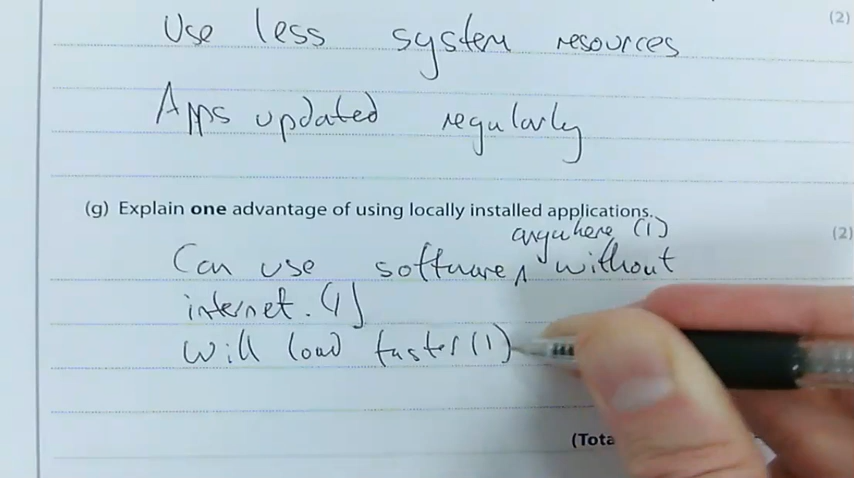 (2)
Use less system resources
Apps updated regularly
(g) Explain one advantage of using locally installed applications.
(2)
anywhere (1)
Can use software ∧ without
internet. (1)
Will load faster (1)
(Tota